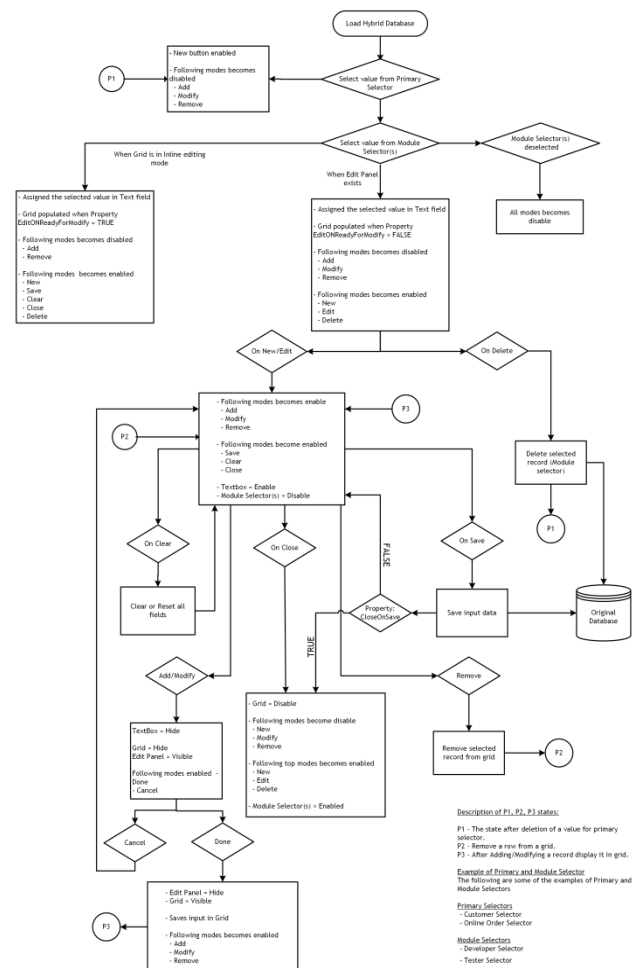 Load Hybrid Database
- New button enabled
- Following modes becomes
disabled
- Add
- Modify
- Remove
P1
Select value from Primary
Selector
Select value from Module
Selector(s)
Module Selector(s)
deselected
When Grid is in Inline editing
mode
When Edit Panel
exists
All modes becomes
disable
- Assigned the selected value in Text field
- Grid populated when Property
EditONReadyForModify = TRUE
- Following modes becomes disabled
- Add
- Remove
- Following modes becomes enabled
- New
- Save
- Clear
- Close
- Delete
- Assigned the selected value in Text field
- Grid populated when Property
EditONReadyForModify = FALSE
- Following modes becomes disabled
- Add
- Modify
- Remove
- Following modes becomes enabled
- New
- Edit
- Delete
On New/Edit
On Delete
- Following modes becomes enable
- Add
- Modify
- Remove
- Following modes become enabled
- Save
- Clear
- Close
- Textbox = Enable
- Module Selector(s) = Disable
P3
P2
Delete selected
record (Module
selector)
P1
On Clear
On Close
On Save
FALSE
Clear or Reset all
fields
Property:
CloseOnSave
Save input data
Original
Database
TRUE
Add/Modify
Remove
- Grid = Disable
- Following modes become disable
- New
- Modify
- Remove
- Following top modes becomes enabled
- New
- Edit
- Delete
- Module Selector(s) = Enabled
TextBox = Hide
Grid = Hide
Edit Panel = Visible
Following modes enabled -
Done
- Cancel
Remove selected
record from grid
P2
Cancel
Done
- Edit Panel = Hide
- Grid = Visible
- Saves input in Grid
- Following modes becomes enabled
- Add
- Modify
- Remove
P3
Description of P1, P2, P3 states:
P1 - The state after deletion of a value for primary
selector.
P2 - Remove a row from a grid.
P3 - After Adding/Modifying a record display it in grid.
Example of Primary and Module Selector
The following are some of the examples of Primary and
Module Selectors
Primary Selectors
- Customer Selector
- Online Order Selector
Module Selectors
- Developer Selector
- Tester Selector